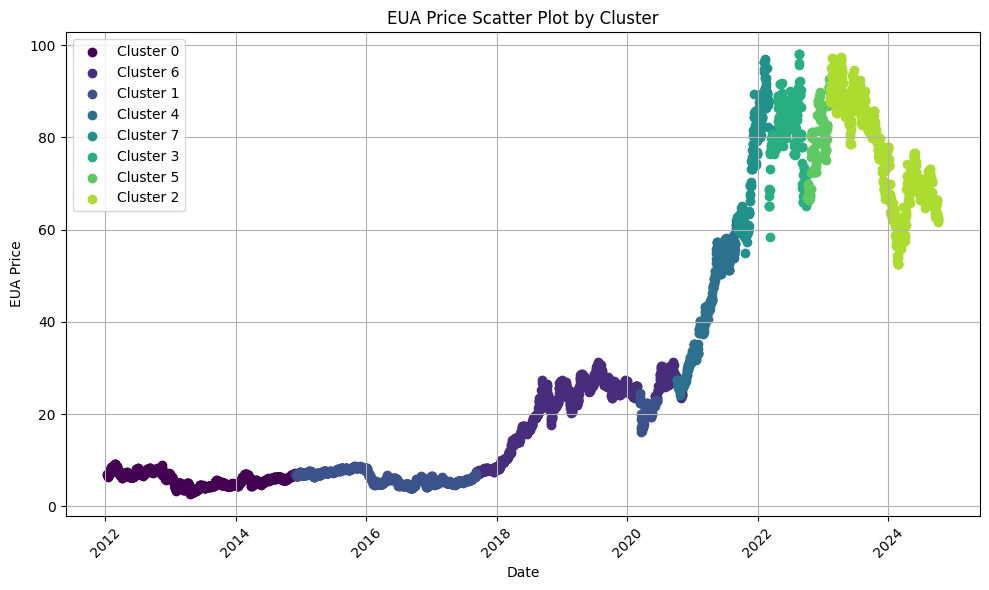 EUA Price Scatter Plot by Cluster
100
80
60
40
20
0
EUA Price
Cluster 0
Cluster 6
Cluster 1
Cluster 4
Cluster 7
Cluster 3
Cluster 5
Cluster 2
2012
2014
2016
2018
2020
2022
2024
Date